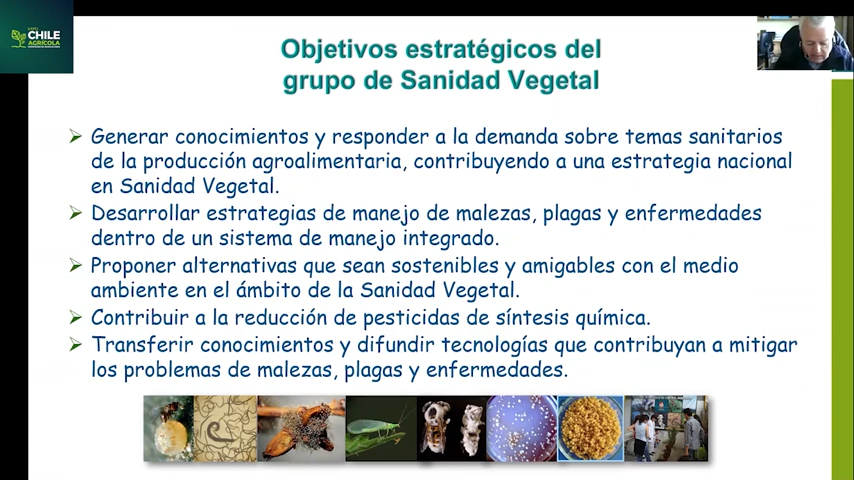 CHILE
AGRÍCOLA
Objetivos estratégicos del
grupo de Sanidad Vegetal
Generar conocimientos y responder a la demanda sobre temas sanitarios
de la producción agroalimentaria, contribuyendo a una estrategia nacional
en Sanidad Vegetal.
Desarrollar estrategias de manejo de malezas, plagas y enfermedades
dentro de un sistema de manejo integrado.
Proponer alternativas que sean sostenibles y amigables con el medio
ambiente en el ámbito de la Sanidad Vegetal.
Contribuir a la reducción de pesticidas de síntesis química.
Transferir conocimientos y difundir tecnologías que contribuyan a mitigar
los problemas de malezas, plagas y enfermedades.